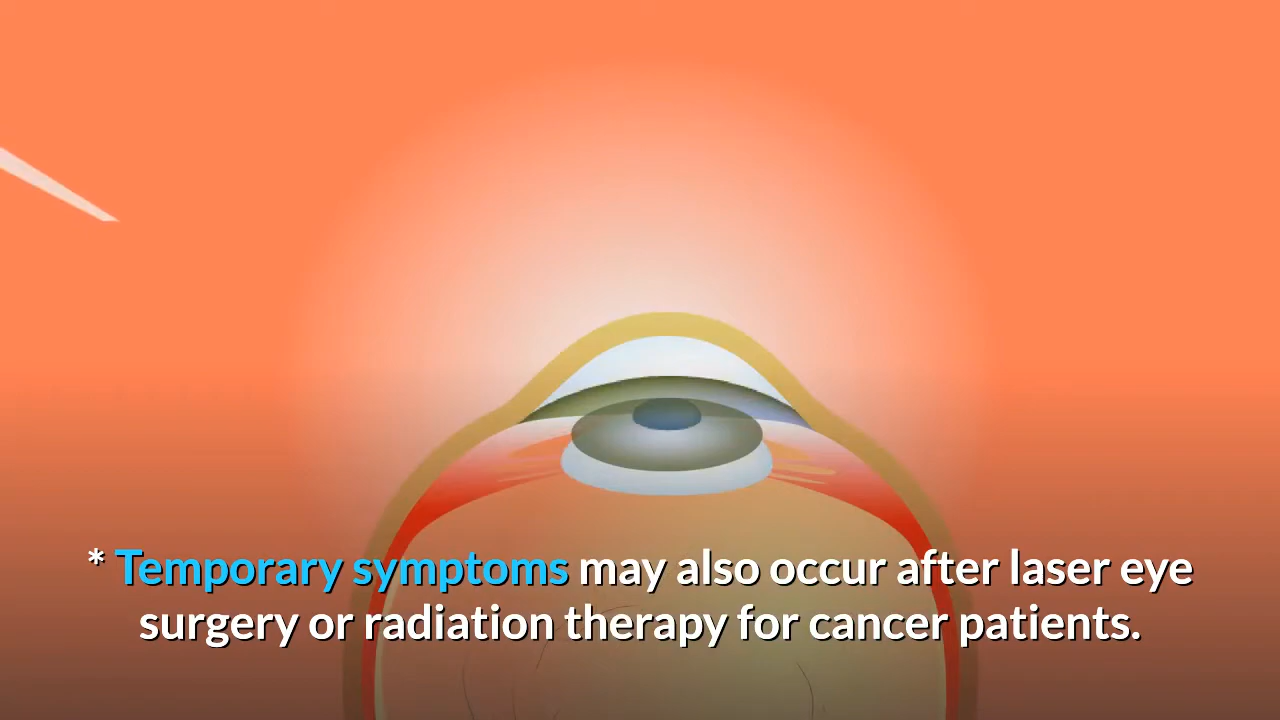 * Temporary symptoms may also occur after laser eye
surgery or radiation therapy for cancer patients.